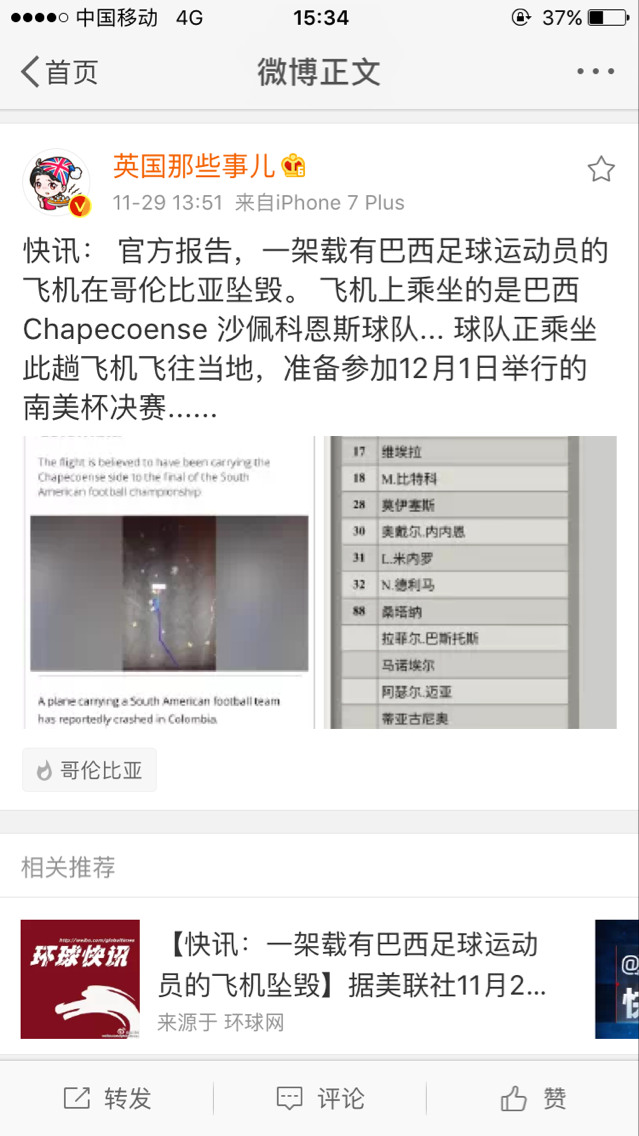 中国移动 4G 15:34 37%
首页 微博正文
英国那些事儿
11-29 13:51 来自iPhone 7 Plus
快讯： 官方报告，一架载有巴西足球运动员的
飞机在哥伦比亚坠毁。 飞机上乘坐的是巴西
Chapecoense 沙佩科恩斯球队... 球队正乘坐
此趟飞机飞往当地，准备参加12月1日举行的
南美杯决赛……
The flight is believed to have been carrying the
Chapecoense side to the final of the South
American football championship
A plane carrying a South American football team
has reportedly crashed in Colombia.
17 维埃拉
18 M.比特科
28 莫伊塞斯
30 奥戴尔.内内恩
31 L.米内罗
32 N.德利马
88 桑塔纳
拉菲尔.巴斯托斯
马诺埃尔
阿瑟尔.迈亚
蒂亚古尼奥
哥伦比亚
相关推荐
http://weibo.com/globaltimes
环球快讯
【快讯：一架载有巴西足球运动
员的飞机坠毁】据美联社11月2...
来源于 环球网
@
快
转发 评论 赞